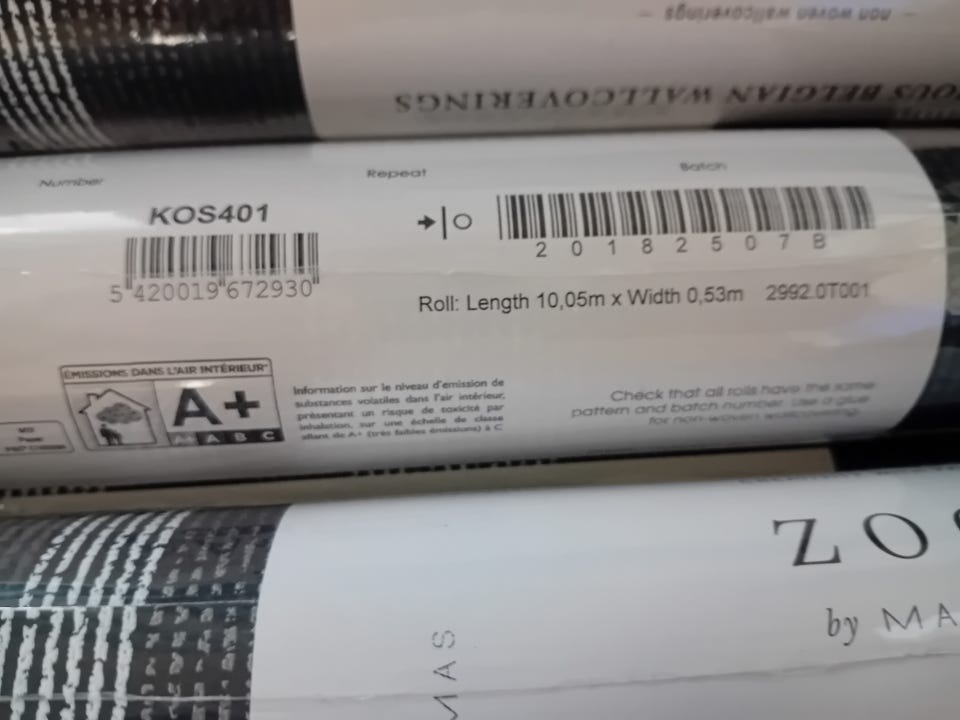 non woven wallcoverings
BELGIAN WALLCOVERINGS
Number
Repeat
Batch
KOS401
2 0 1 8 2 5 0 7 B
5 420019 672930
Roll: Length 10,05m x Width 0,53m 2992.0T001
ÉMISSIONS DANS L'AIR INTÉRIEUR*
A+
A+ A B C
Information sur le niveau d'émission de
substances volatiles dans l'air intérieur,
présentant un risque de toxicité par
inhalation, sur une échelle de classe
allant de A+ (très faibles émissions) à C
Check that all rolls have the same
pattern and batch number. Use a glue
for non-woven wallcovering.
MIX
Paper
ZO
by MA
MAS